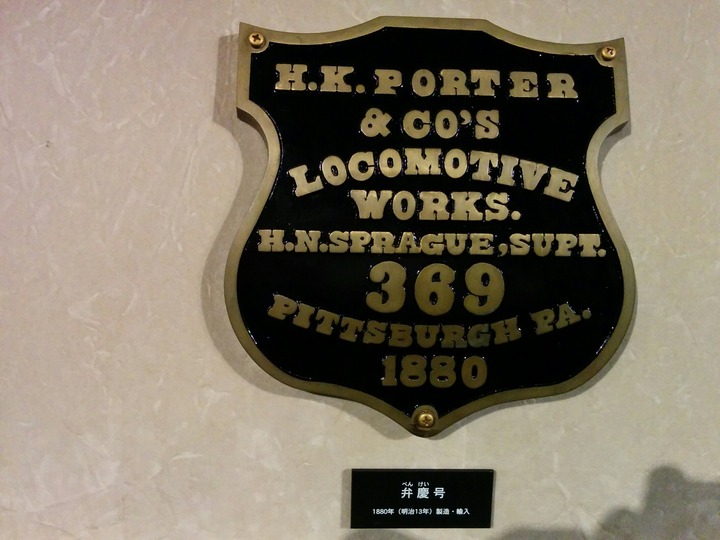 H.K.PORTER
& CO'S
LOCOMOTIVE
WORKS.
H.N.SPRAGUE,SUPT.
369
PITTSBURGH PA.
1880
べん けい
弁慶号
1880年（明治13年）製造・輸入